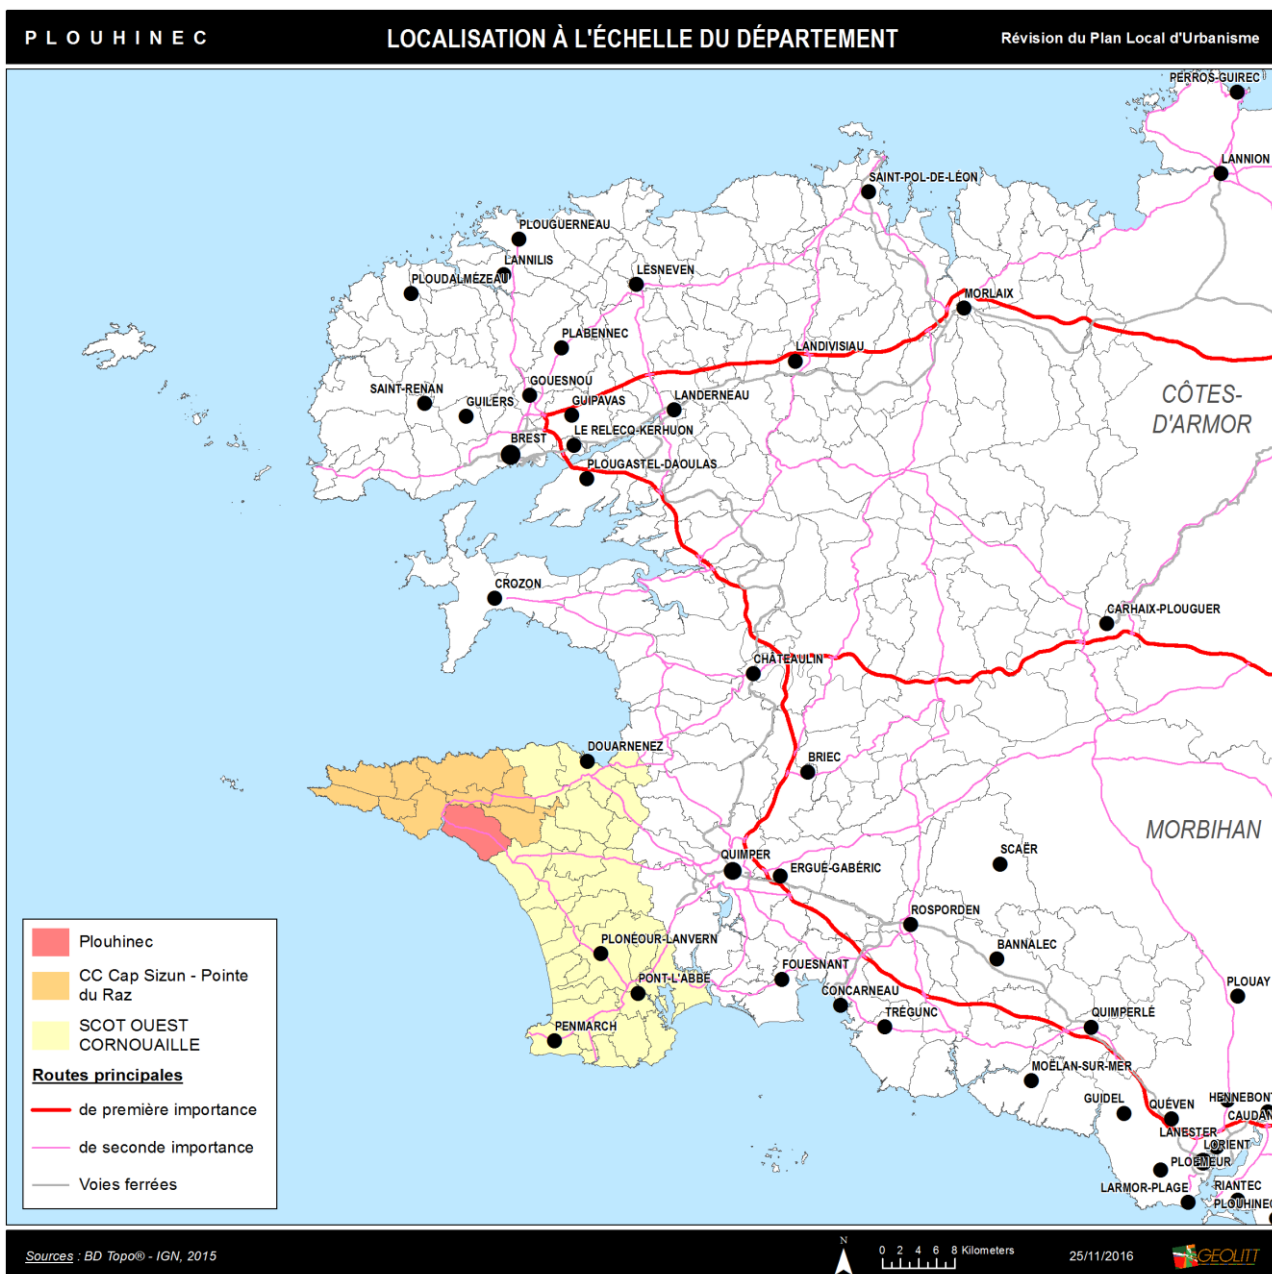 PLOUHINEC
LOCALISATION À L'ÉCHELLE DU DÉPARTEMENT
Révision du Plan Local d'Urbanisme
PERROS-GUIREC
LANNION
SAINT-POL-DE-LÉON
PLOUGUERNEAU
LANNILIS
PLOUDALMÉZEAU
LESNEVEN
MORLAIX
PLABENNEC
LANDIVISIAU
CÔTES-
D'ARMOR
GOUESNOU
SAINT-RENAN
GUILERS
GUIPAVAS
LANDERNEAU
LE RELECQ-KERHUON
BREST
PLOUGASTEL-DAOULAS
CROZON
CARHAIX-PLOUGUER
CHÂTEAULIN
DOUARNENEZ
BRIEC
MORBIHAN
QUIMPER
ERGUÉ-GABÉRIC
SCAËR
ROSPORDEN
BANNALEC
PLONÉOUR-LANVERN
PONT-L'ABBÉ
FOUESNANT
CONCARNEAU
TRÉGUNC
QUIMPERLÉ
PLOUAY
PENMARCH
MOËLAN-SUR-MER
GUIDEL
QUÉVEN
HENNEBONT
CAUDAN
LANESTER
LORIENT
PLOEMEUR
LARMOR-PLAGE
RIANTEC
PLOUHINEC
Plouhinec
CC Cap Sizun - Pointe
du Raz
SCOT OUEST
CORNOUAILLE
Routes principales
de première importance
de seconde importance
Voies ferrées
Sources : BD Topo® - IGN, 2015
N
0 2 4 6 8 Kilometers
25/11/2016
GEOLITT